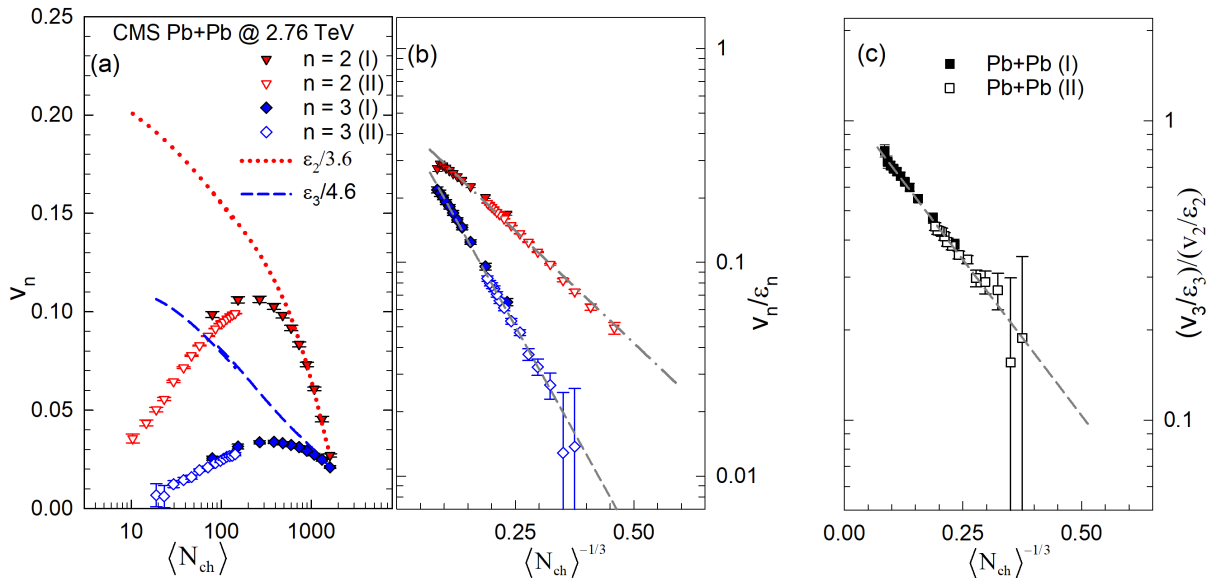 CMS Pb+Pb @ 2.76 TeV
(a)
n = 2 (I)
n = 2 (II)
n = 3 (I)
n = 3 (II)
ε₂/3.6
ε₃/4.6
vₙ
0.25
0.20
0.15
0.10
0.05
0.00
10
100
1000
⟨N_ch⟩
(b)
1
0.1
0.01
vₙ/εₙ
0.25
0.50
⟨N_ch⟩^{-1/3}
(c)
Pb+Pb (I)
Pb+Pb (II)
1
0.1
(v₃/ε₃)/(v₂/ε₂)
0.00
0.25
0.50
⟨N_ch⟩^{-1/3}